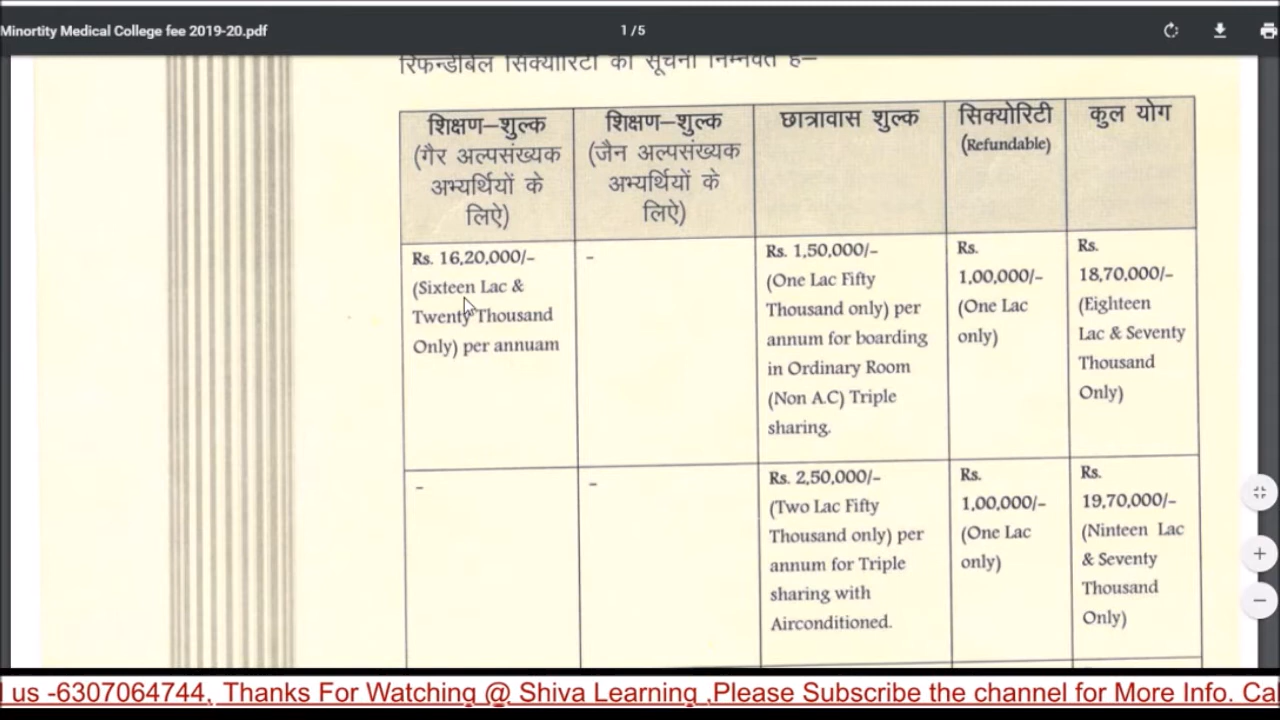 Minortity Medical College fee 2019-20.pdf
1 / 5
रिफन्डेबिल सिक्योरिटी की सूचना निम्नवत है–
शिक्षण–शुल्क
(गैर अल्पसंख्यक
अभ्यर्थियों के
लिऐ)
शिक्षण–शुल्क
(जैन अल्पसंख्यक
अभ्यर्थियों के
लिऐ)
छात्रावास शुल्क
सिक्योरिटी
(Refundable)
कुल योग
Rs. 16,20,000/-
(Sixteen Lac &
Twenty Thousand
Only) per annuam
-
Rs. 1,50,000/-
(One Lac Fifty
Thousand only) per
annum for boarding
in Ordinary Room
(Non A.C) Triple
sharing.
Rs.
1,00,000/-
(One Lac
only)
Rs.
18,70,000/-
(Eighteen
Lac & Seventy
Thousand
Only)
-
-
Rs. 2,50,000/-
(Two Lac Fifty
Thousand only) per
annum for Triple
sharing with
Airconditioned.
Rs.
1,00,000/-
(One Lac
only)
Rs.
19,70,000/-
(Ninteen Lac
& Seventy
Thousand
Only)
us -6307064744, Thanks For Watching @ Shiva Learning ,Please Subscribe the channel for More Info. Ca